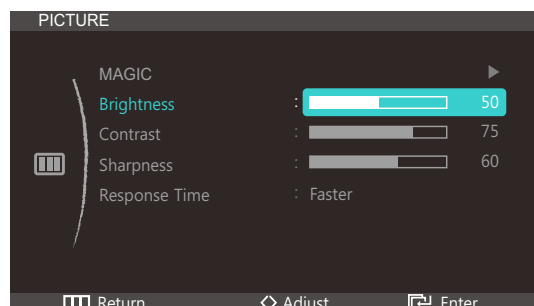 PICTURE
MAGIC
Brightness : 50
Contrast : 75
Sharpness : 60
Response Time : Faster
Return Adjust Enter